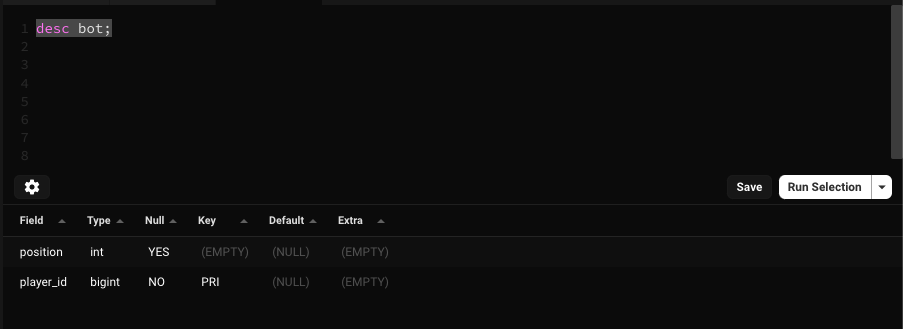 1 desc bot;
2
3
4
5
6
7
8
Save Run Selection
Field Type Null Key Default Extra
position int YES (EMPTY) (NULL) (EMPTY)
player_id bigint NO PRI (NULL) (EMPTY)